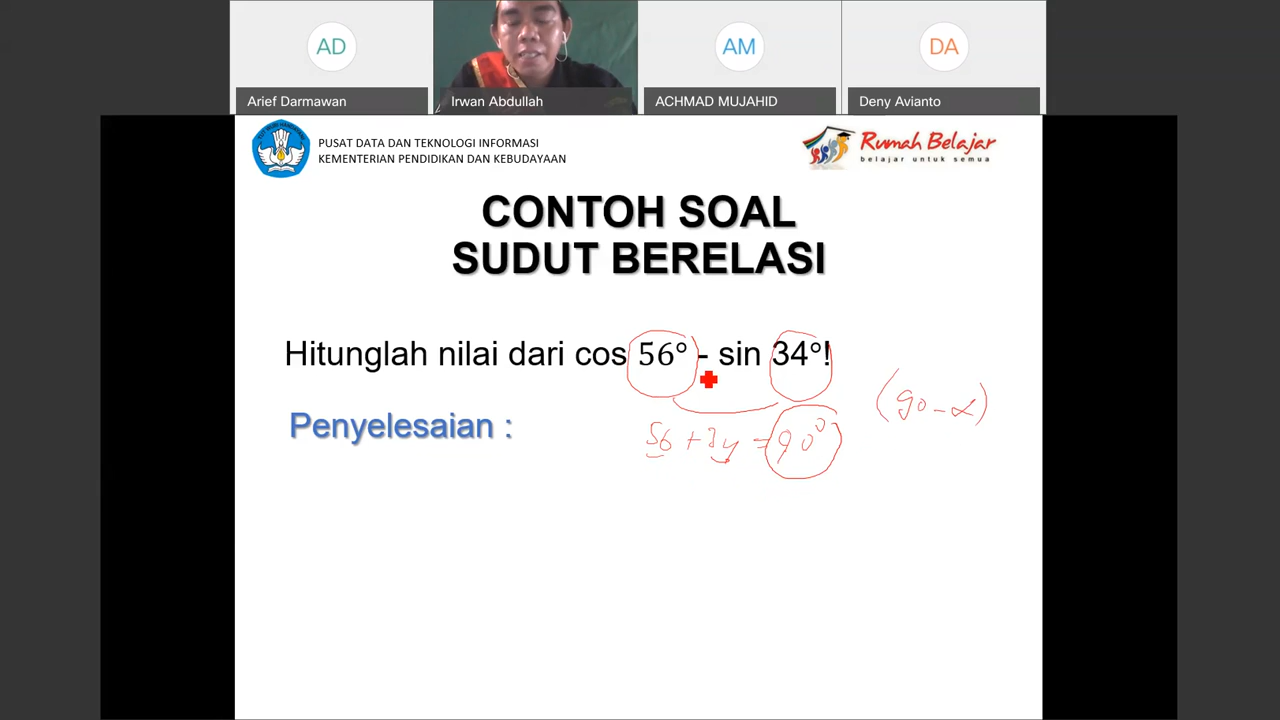 AD
AM
DA
Arief Darmawan
Irwan Abdullah
ACHMAD MUJAHID
Deny Avianto
PUSAT DATA DAN TEKNOLOGI INFORMASI
KEMENTERIAN PENDIDIKAN DAN KEBUDAYAAN
Rumah Belajar
belajar untuk semua
CONTOH SOAL
SUDUT BERELASI
Hitunglah nilai dari cos 56° - sin 34°!
(90 - α)
Penyelesaian :
56 + 34 = 90°